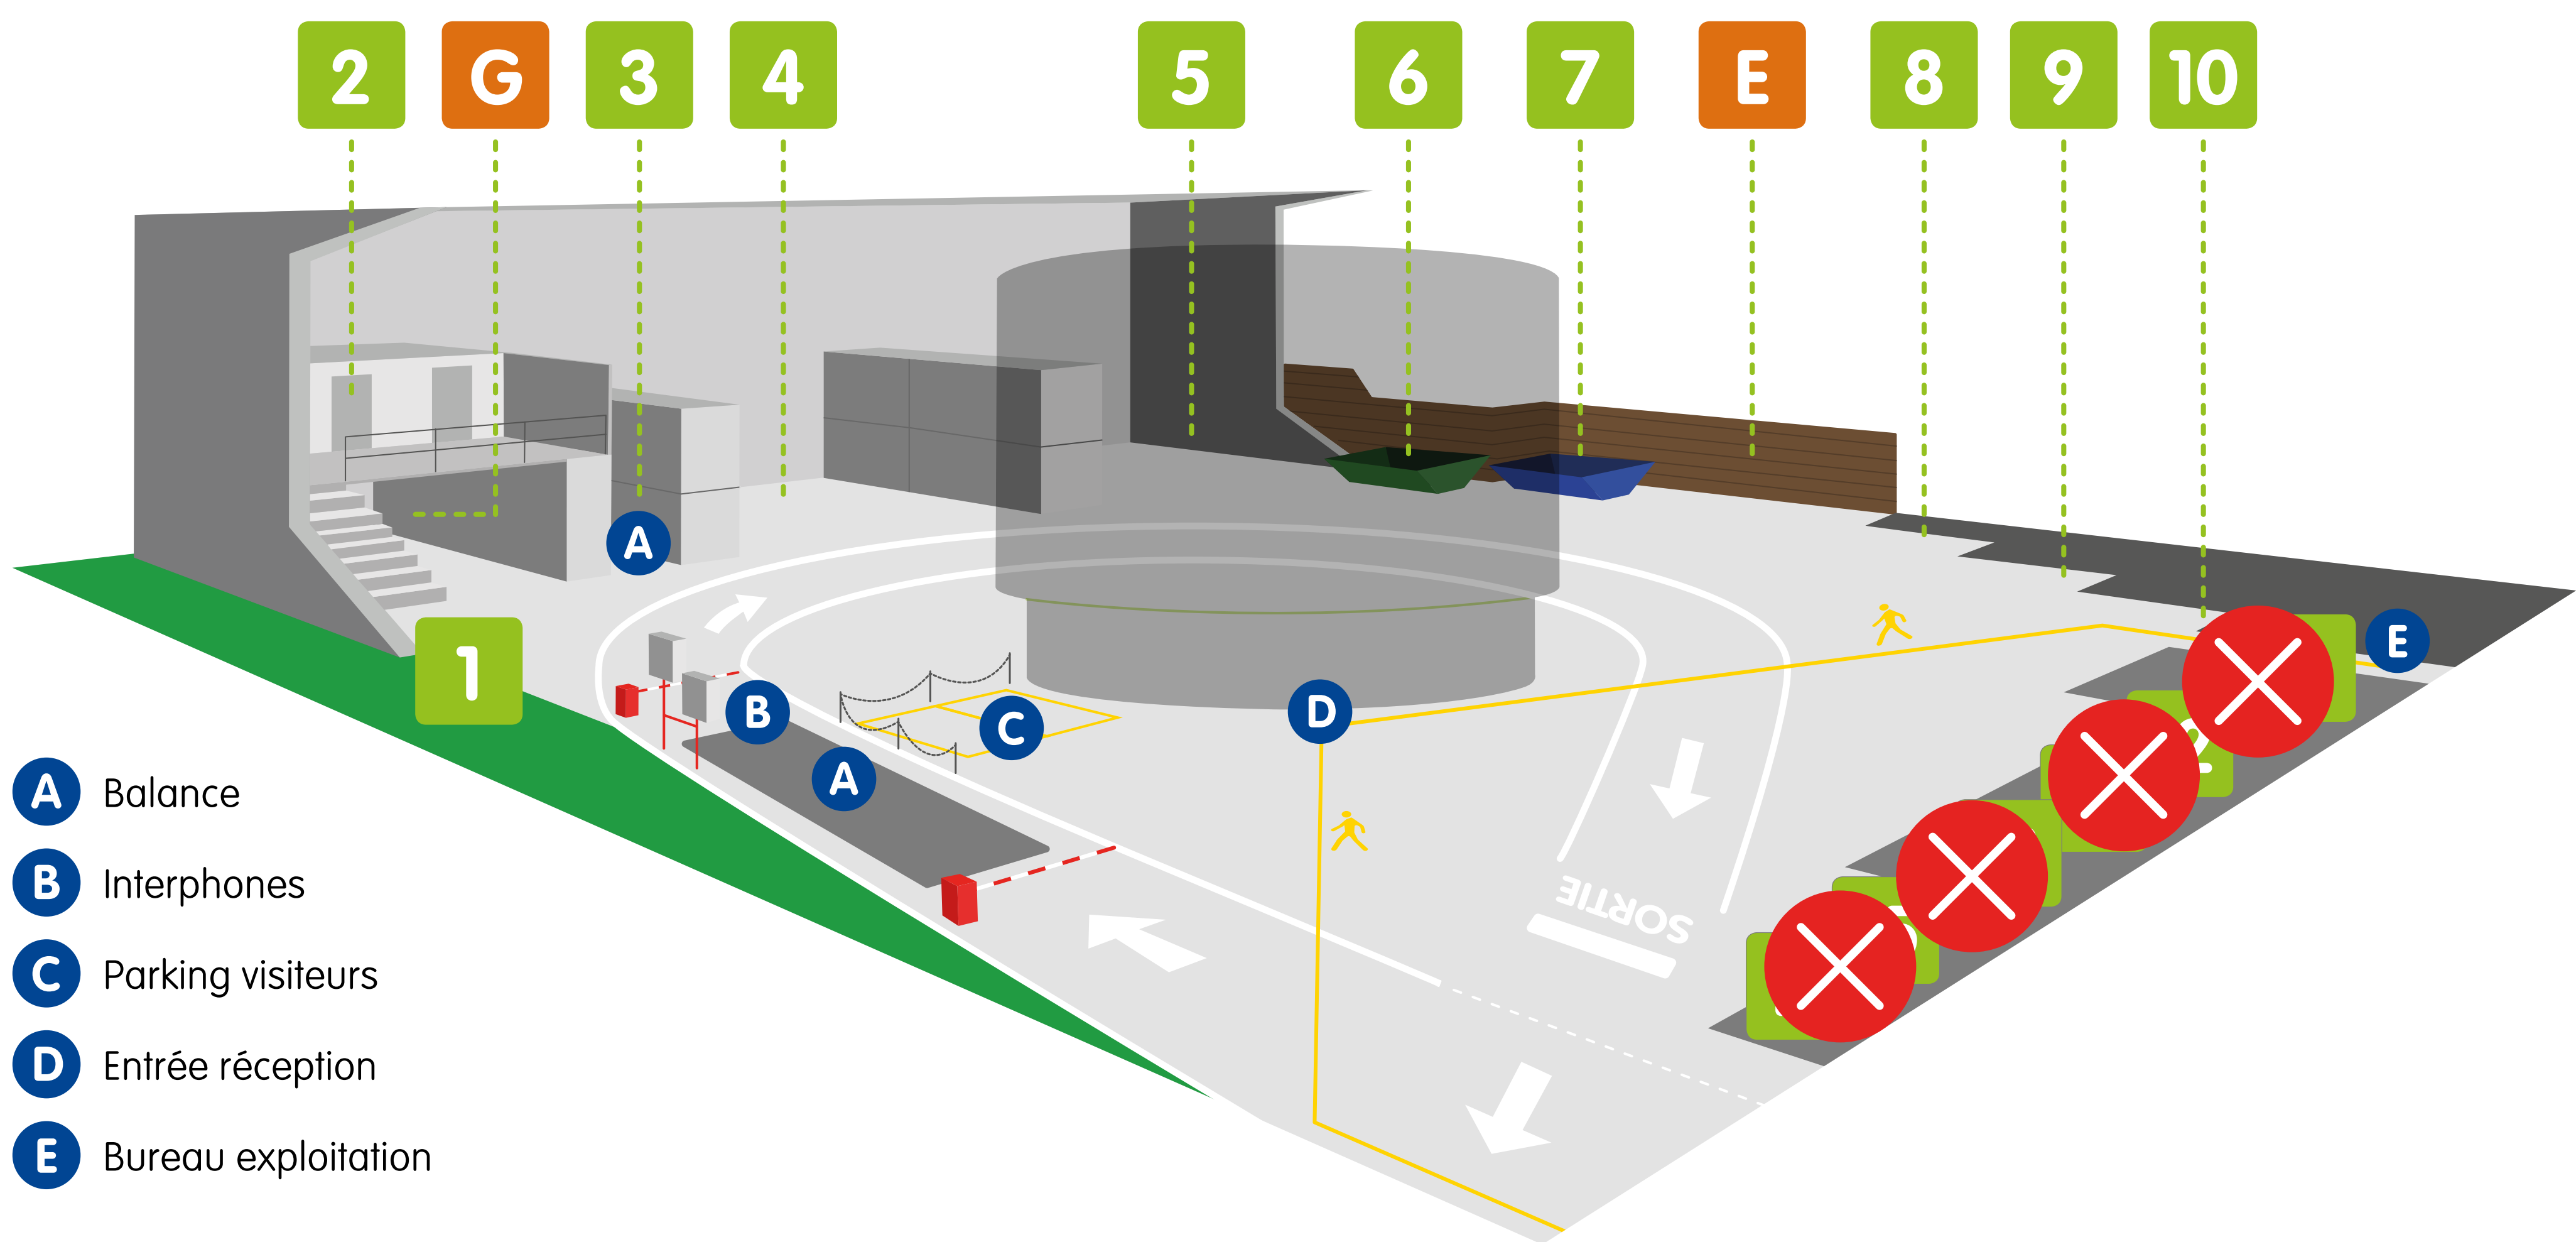 2 G 3 4 5 6 7 E 8 9 10
A
E
1
B
C
D
A
A Balance
SORTIE
B Interphones
C Parking visiteurs
D Entrée réception
E Bureau exploitation